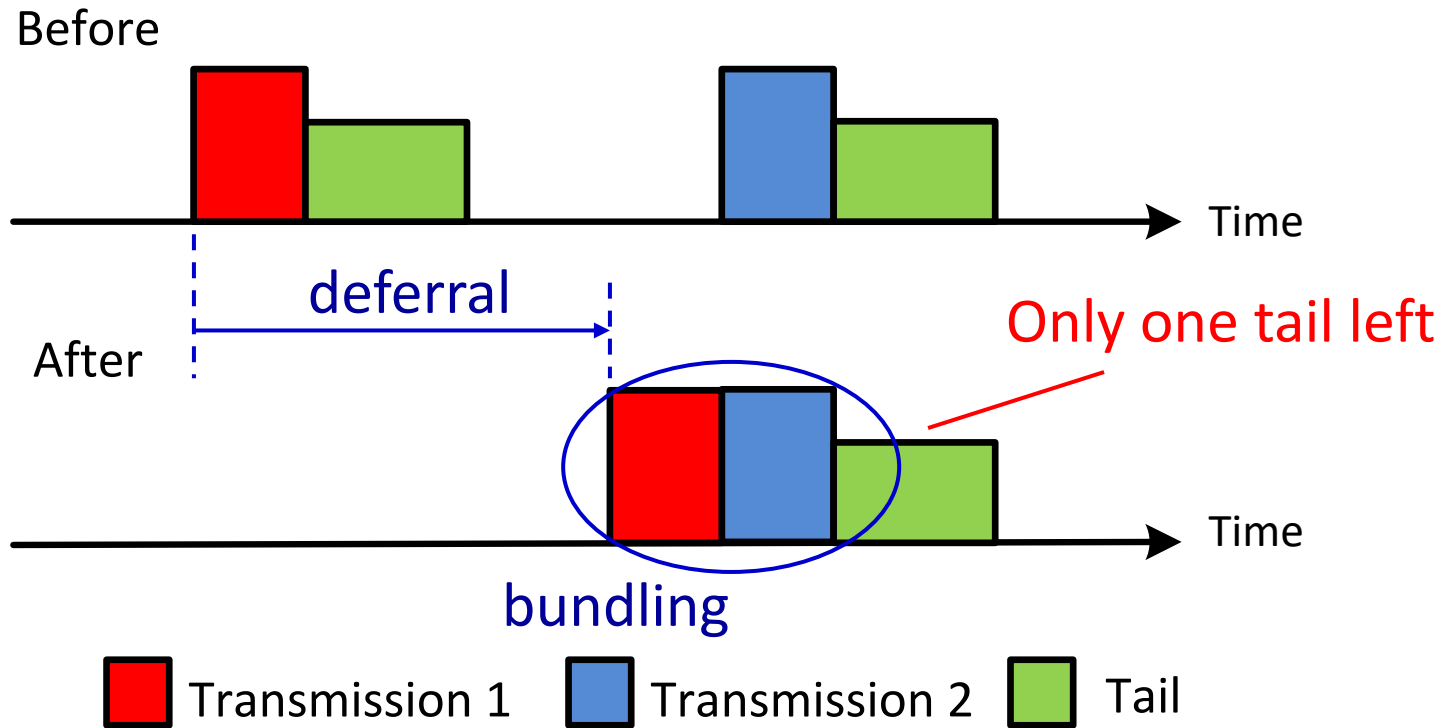 Before
Time
deferral
Only one tail left
After
Time
bundling
Transmission 1
Transmission 2
Tail